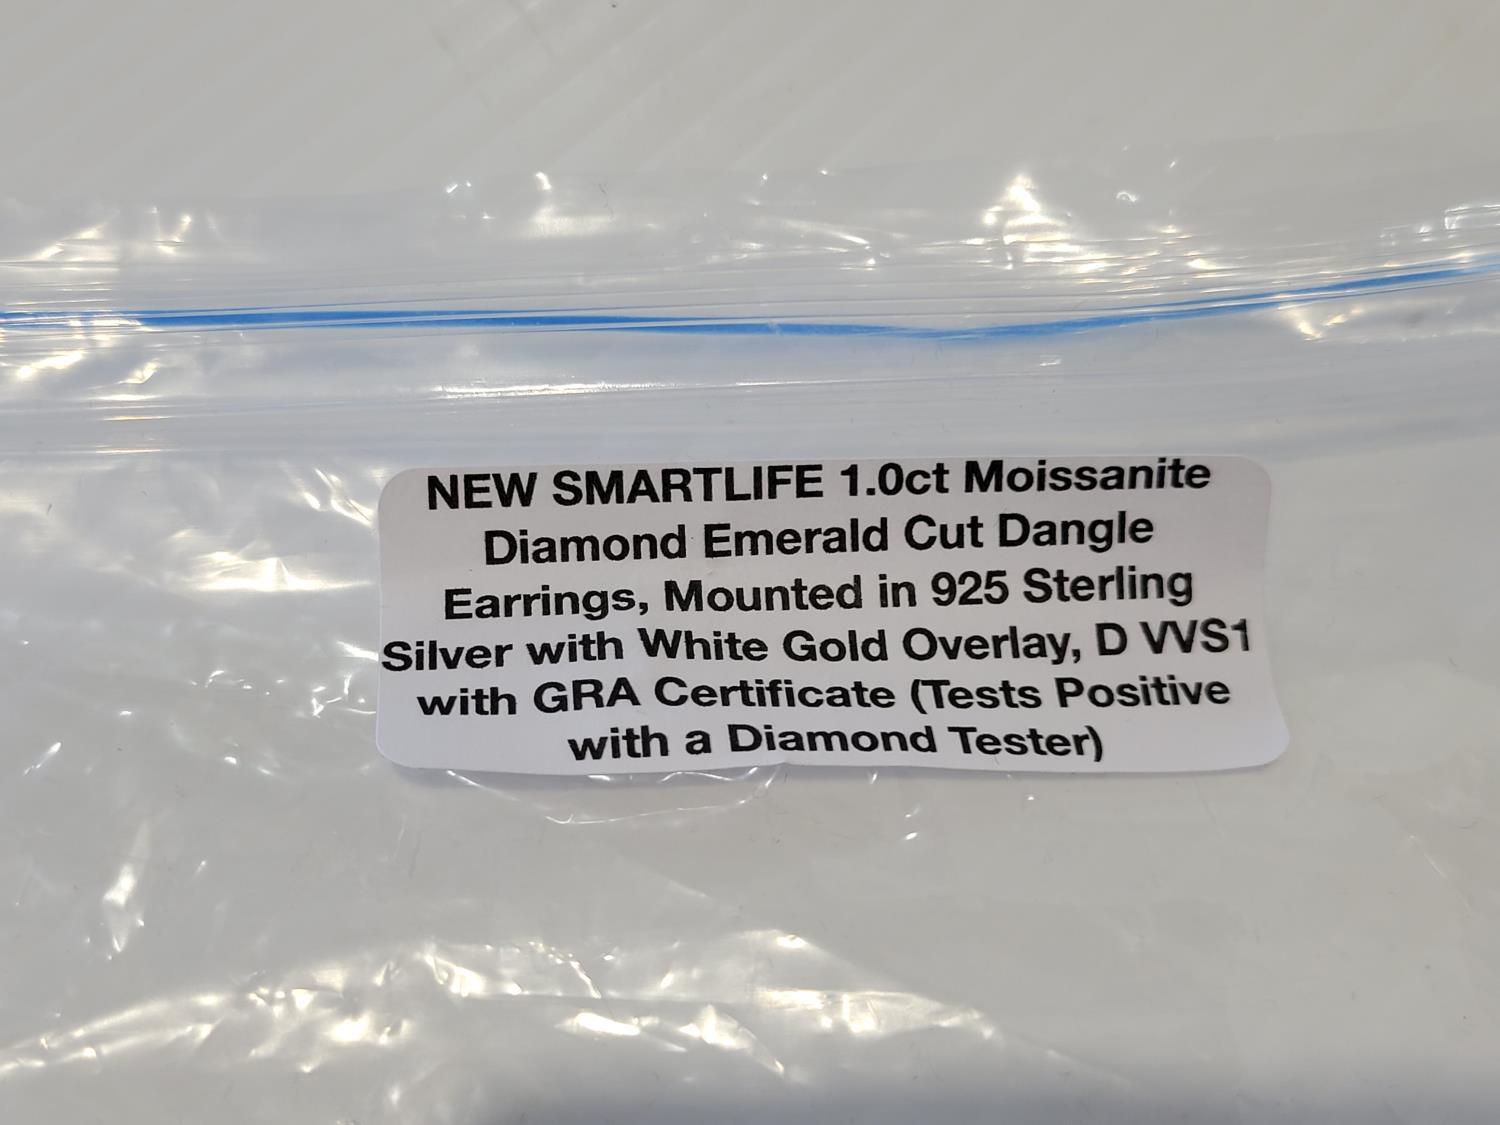 NEW SMARTLIFE 1.0ct Moissanite
Diamond Emerald Cut Dangle
Earrings, Mounted in 925 Sterling
Silver with White Gold Overlay, D VVS1
with GRA Certificate (Tests Positive
with a Diamond Tester)